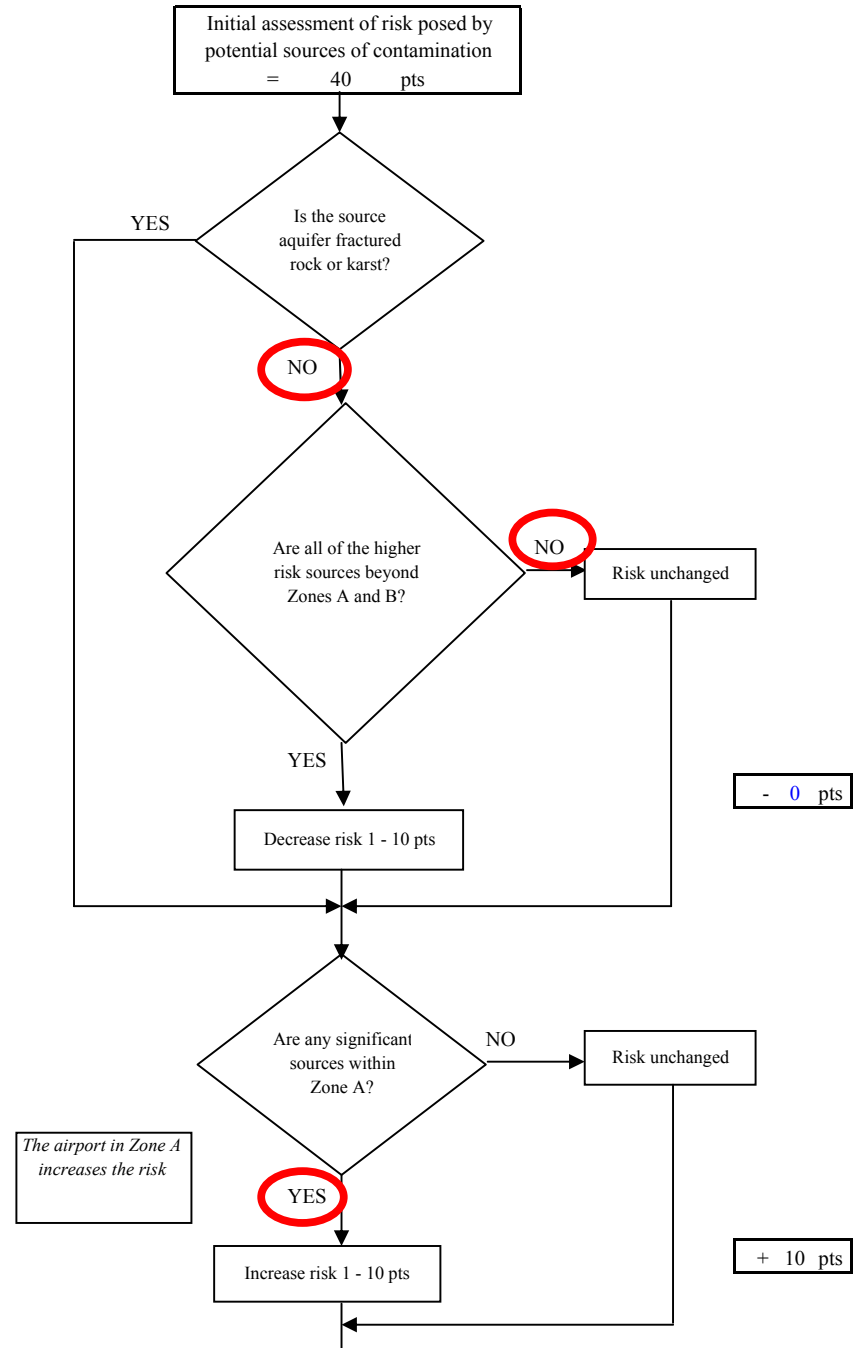 Initial assessment of risk posed by
potential sources of contamination
= 40 pts
YES
Is the source
aquifer fractured
rock or karst?
NO
Are all of the higher
risk sources beyond
Zones A and B?
NO
Risk unchanged
YES
- 0 pts
Decrease risk 1 - 10 pts
Are any significant
sources within
Zone A?
NO
Risk unchanged
The airport in Zone A
increases the risk
YES
+ 10 pts
Increase risk 1 - 10 pts